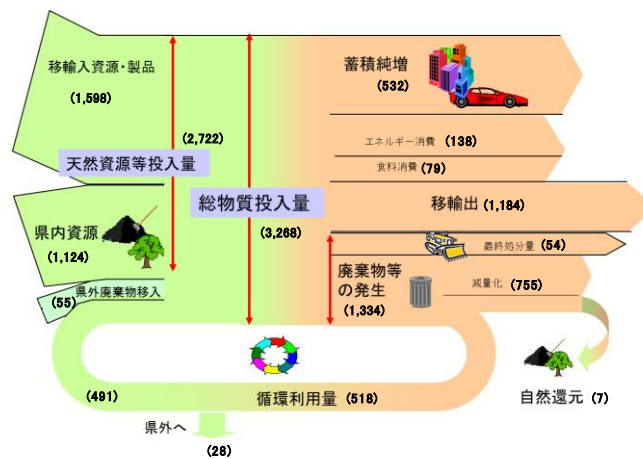 移輸入資源・製品
(1,598)
(2,722)
天然資源等投入量
県内資源
(1,124)
県外廃棄物移入
(55)
総物質投入量
(3,268)
蓄積純増
(532)
エネルギー消費 (138)
食料消費 (79)
移輸出 (1,184)
最終処分量 (54)
廃棄物等
の発生
(1,334)
減量化 (755)
(491)
循環利用量 (518)
自然還元 (7)
県外へ
(28)